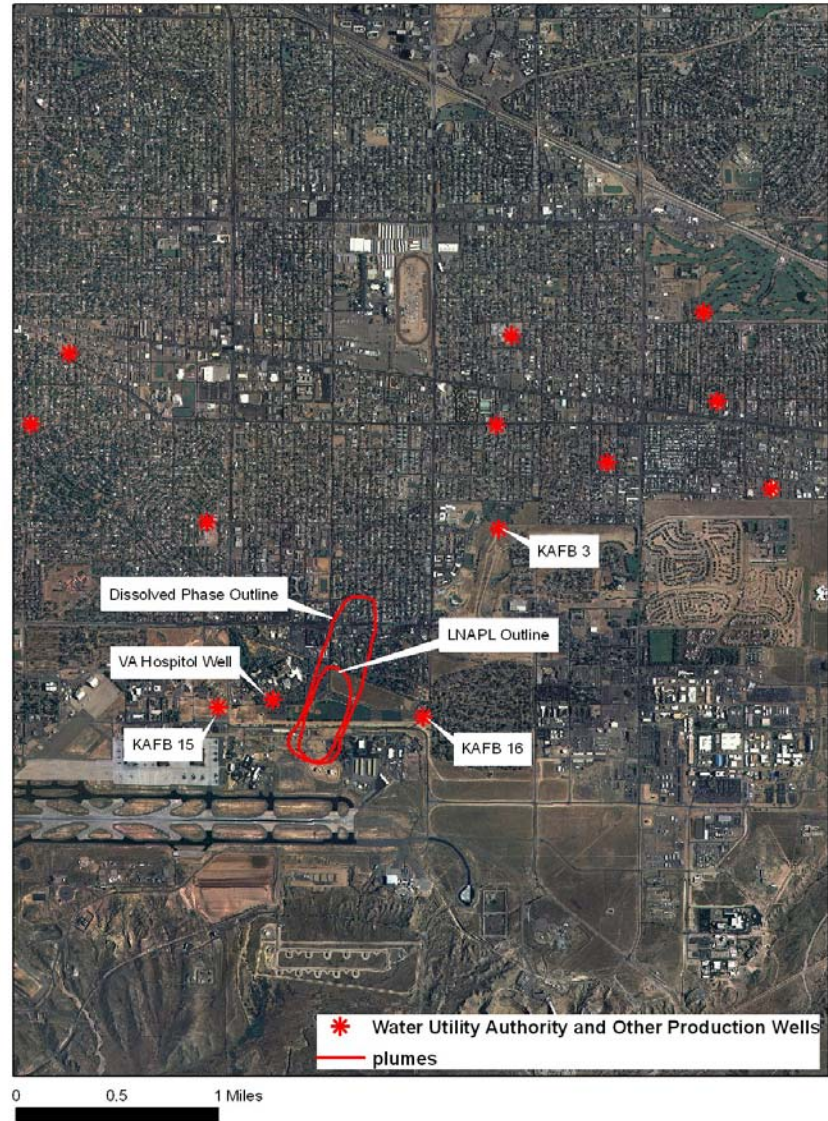 KAFB 3
Dissolved Phase Outline
LNAPL Outline
VA Hospitol Well
KAFB 15
KAFB 16
Water Utility Authority and Other Production Wells
plumes
0 0.5 1 Miles